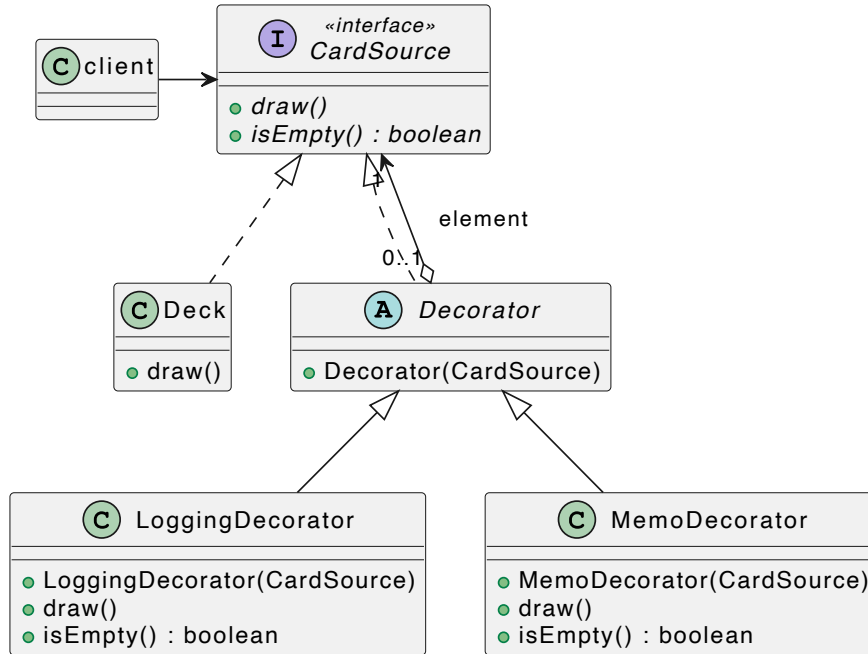 «interface»
I CardSource
C client
draw()
isEmpty() : boolean
1
element
0..1
C Deck
draw()
A Decorator
Decorator(CardSource)
C LoggingDecorator
LoggingDecorator(CardSource)
draw()
isEmpty() : boolean
C MemoDecorator
MemoDecorator(CardSource)
draw()
isEmpty() : boolean